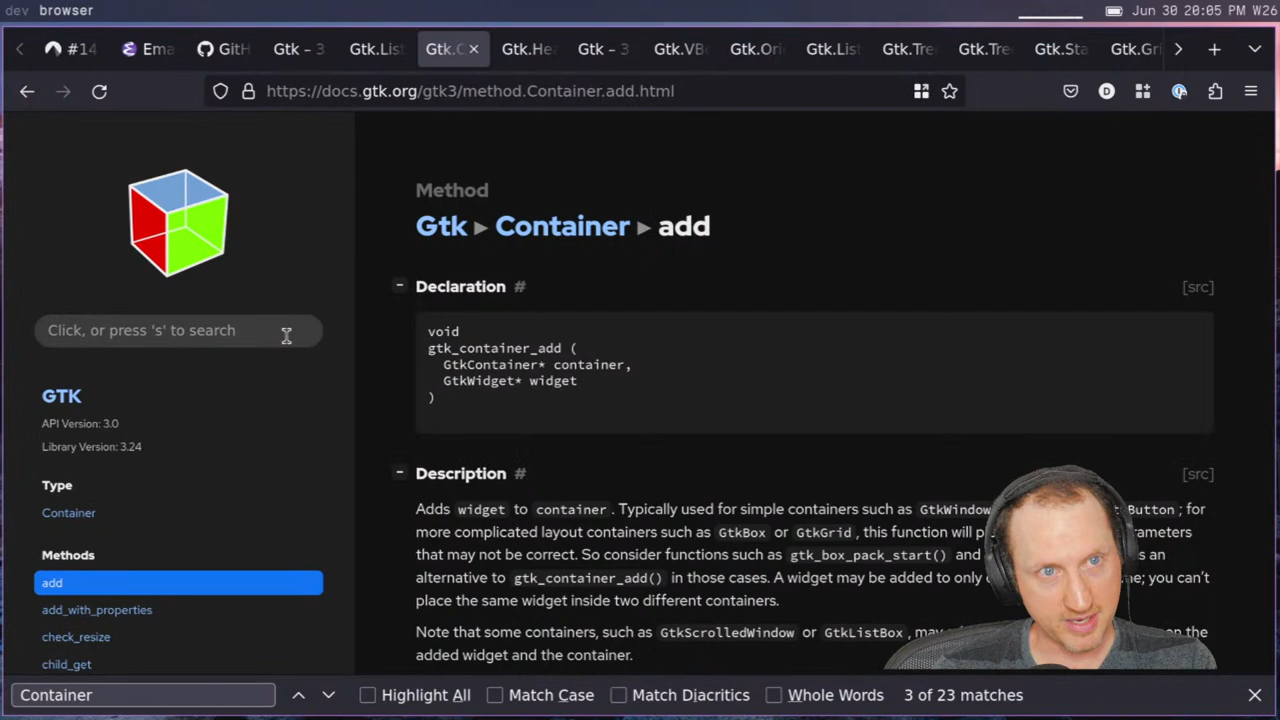 dev browser
Jun 30 20:05 PM W26
#14
Ema
GitH
Gtk – 3
Gtk.List
Gtk.C
Gtk.Hea
Gtk – 3
Gtk.VB
Gtk.Ori
Gtk.List
Gtk.Tre
Gtk.Tre
Gtk.Sta
Gtk.Gri
https://docs.gtk.org/gtk3/method.Container.add.html
D
Click, or press 's' to search
GTK
API Version: 3.0
Library Version: 3.24
Type
Container
Methods
add
add_with_properties
check_resize
child_get
Method
Gtk ▸ Container ▸ add
Declaration # [src]
void
gtk_container_add (
GtkContainer* container,
GtkWidget* widget
)
Description # [src]
Adds widget to container. Typically used for simple containers such as GtkWindow Button; for
more complicated layout containers such as GtkBox or GtkGrid, this function will parameters
that may not be correct. So consider functions such as gtk_box_pack_start() and as an
alternative to gtk_container_add() in those cases. A widget may be added to only you can't
place the same widget inside two different containers.
Note that some containers, such as GtkScrolledWindow or GtkListBox, the
added widget and the container.
Container
Highlight All
Match Case
Match Diacritics
Whole Words
3 of 23 matches